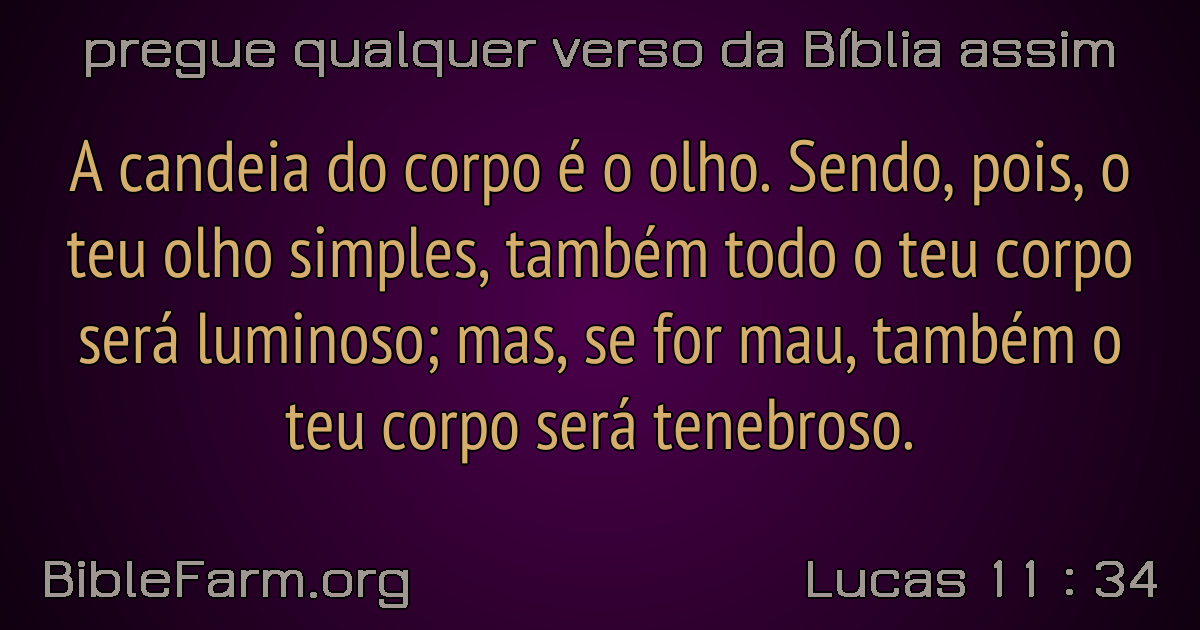 pregue qualquer verso da Bíblia assim
A candeia do corpo é o olho. Sendo, pois, o
teu olho simples, também todo o teu corpo
será luminoso; mas, se for mau, também o
teu corpo será tenebroso.
BibleFarm.org
Lucas 11 : 34